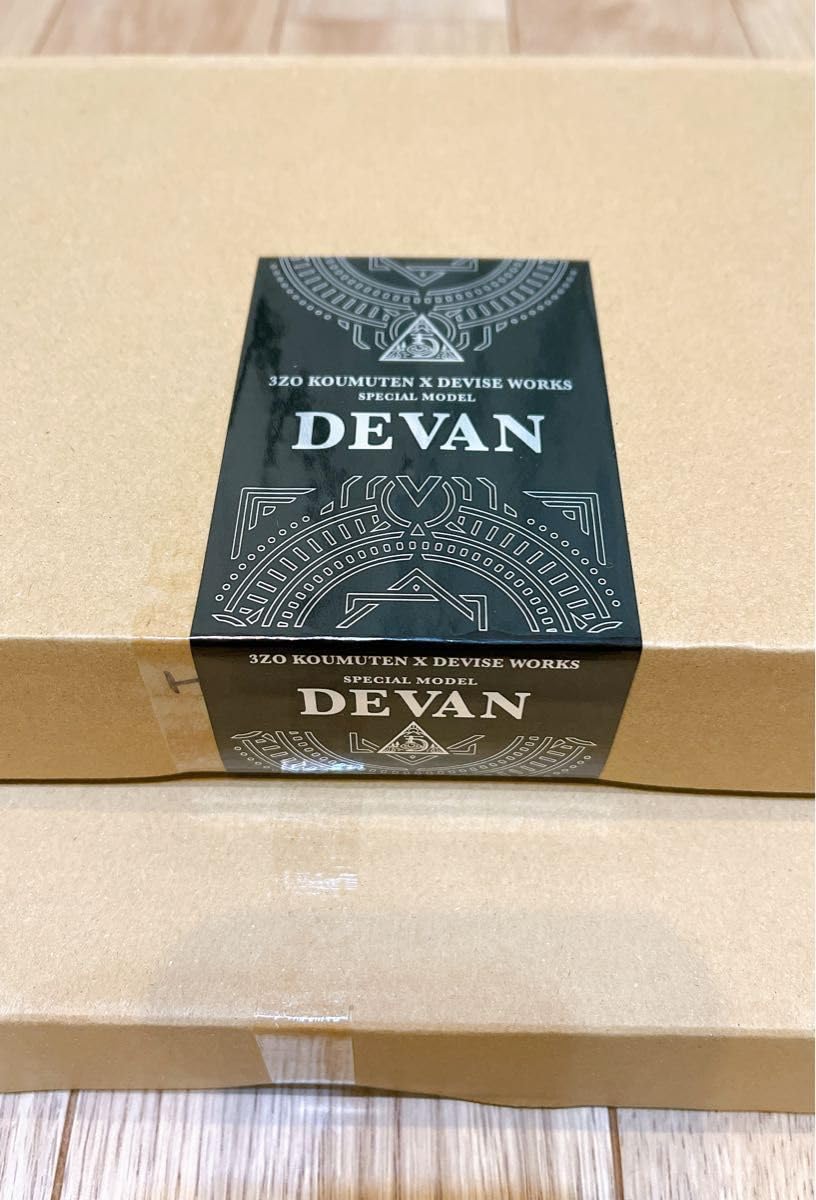 3ZO KOUMUTEN X DEVISE WORKS
SPECIAL MODEL
DEVAN
3ZO KOUMUTEN X DEVISE WORKS
SPECIAL MODEL
DEVAN